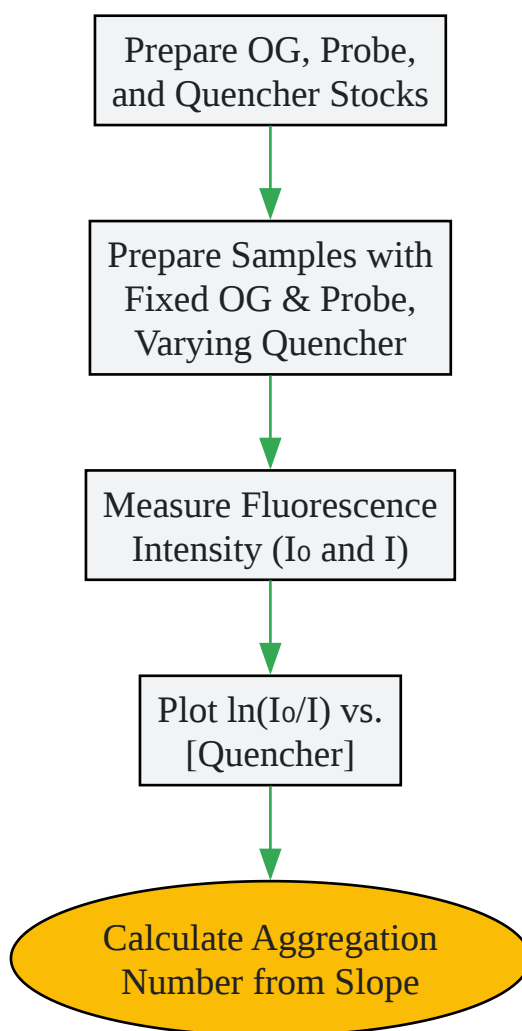 Prepare OG, Probe,
and Quencher Stocks
Prepare Samples with
Fixed OG & Probe,
Varying Quencher
Measure Fluorescence
Intensity (I₀ and I)
Plot ln(I₀/I) vs.
[Quencher]
Calculate Aggregation
Number from Slope